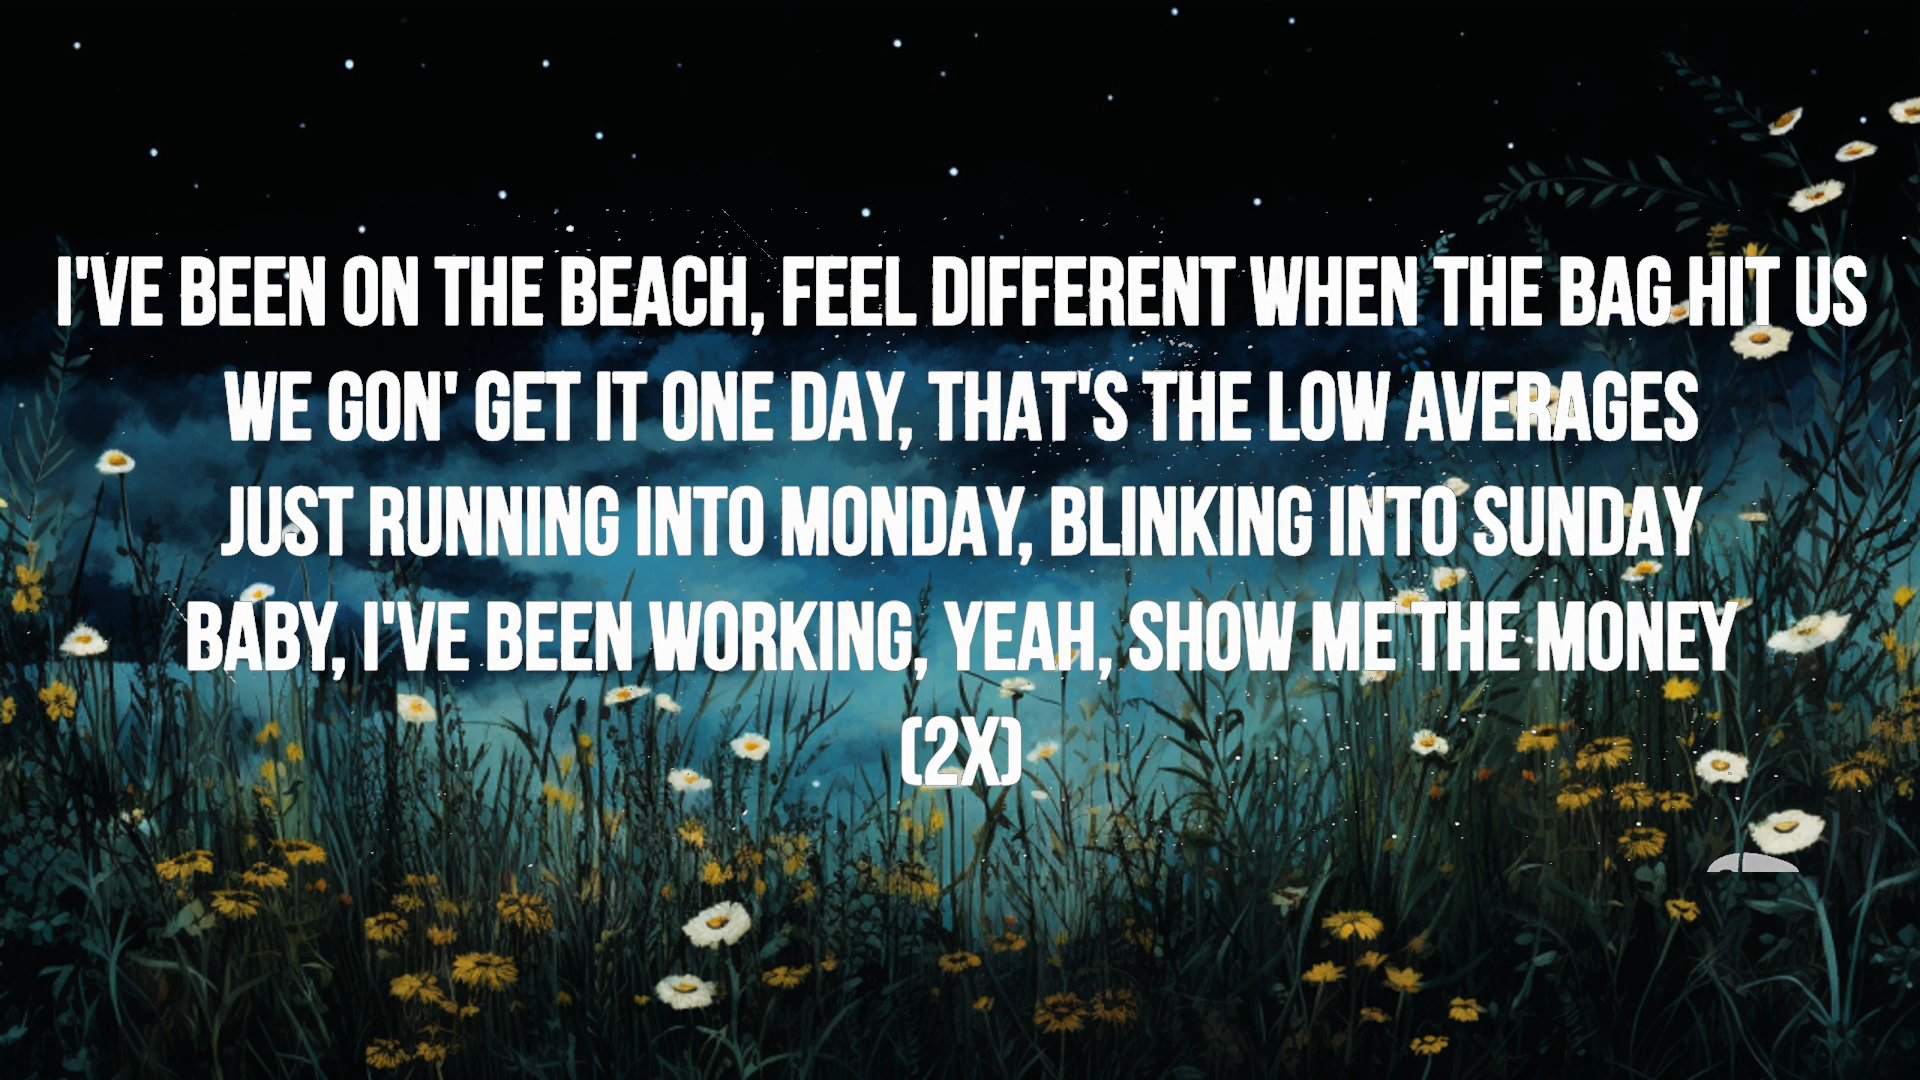 I'VE BEEN ON THE BEACH, FEEL DIFFERENT WHEN THE BAG HIT US
WE GON' GET IT ONE DAY, THAT'S THE LOW AVERAGES
JUST RUNNING INTO MONDAY, BLINKING INTO SUNDAY
BABY, I'VE BEEN WORKING, YEAH, SHOW ME THE MONEY
(2X)